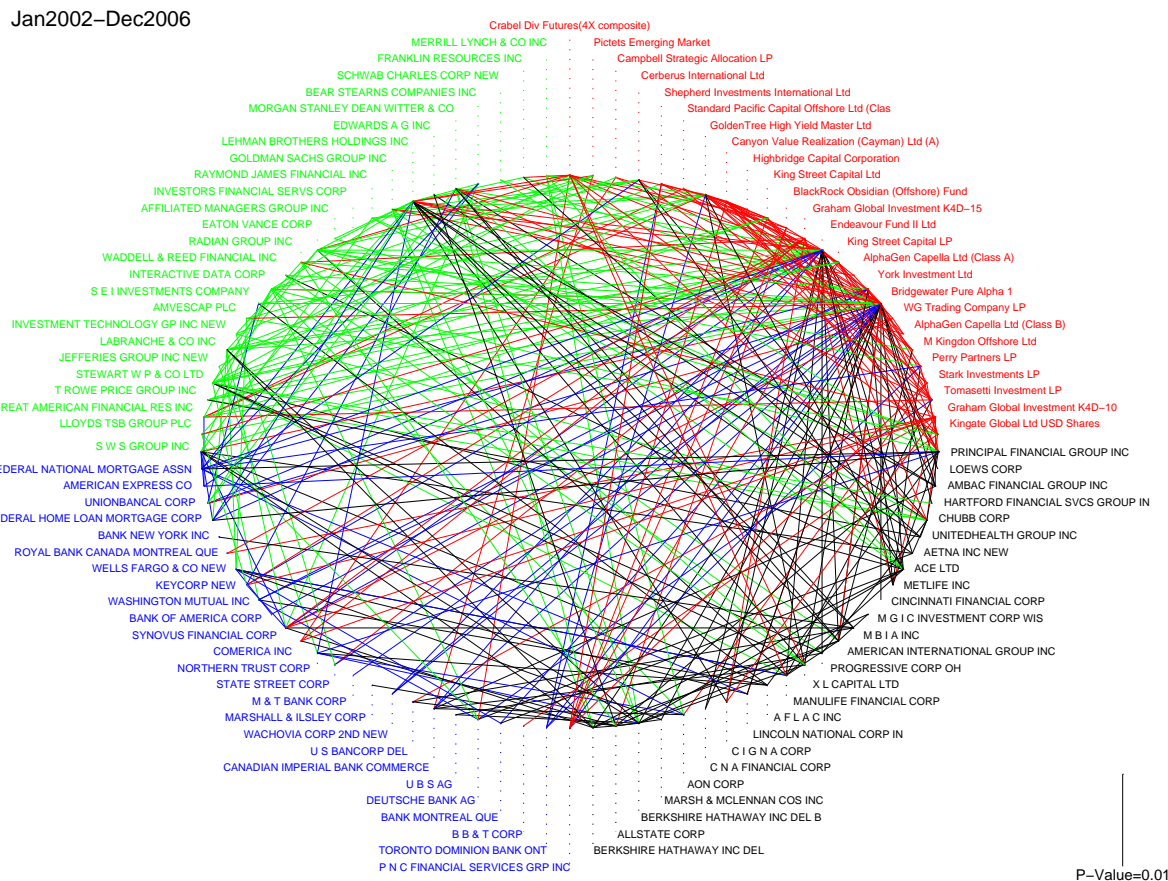 Jan2002–Dec2006
Crabel Div Futures(4X composite)
MERRILL LYNCH & CO INC
Pictets Emerging Market
FRANKLIN RESOURCES INC
Campbell Strategic Allocation LP
SCHWAB CHARLES CORP NEW
Cerberus International Ltd
BEAR STEARNS COMPANIES INC
Shepherd Investments International Ltd
MORGAN STANLEY DEAN WITTER & CO
Standard Pacific Capital Offshore Ltd (Clas
EDWARDS A G INC
GoldenTree High Yield Master Ltd
LEHMAN BROTHERS HOLDINGS INC
Canyon Value Realization (Cayman) Ltd (A)
GOLDMAN SACHS GROUP INC
Highbridge Capital Corporation
RAYMOND JAMES FINANCIAL INC
King Street Capital Ltd
INVESTORS FINANCIAL SERVS CORP
BlackRock Obsidian (Offshore) Fund
AFFILIATED MANAGERS GROUP INC
Graham Global Investment K4D–15
EATON VANCE CORP
Endeavour Fund II Ltd
RADIAN GROUP INC
King Street Capital LP
WADDELL & REED FINANCIAL INC
AlphaGen Capella Ltd (Class A)
INTERACTIVE DATA CORP
York Investment Ltd
S E I INVESTMENTS COMPANY
Bridgewater Pure Alpha 1
AMVESCAP PLC
WG Trading Company LP
INVESTMENT TECHNOLOGY GP INC NEW
AlphaGen Capella Ltd (Class B)
LABRANCHE & CO INC
M Kingdon Offshore Ltd
JEFFERIES GROUP INC NEW
Perry Partners LP
STEWART W P & CO LTD
Stark Investments LP
T ROWE PRICE GROUP INC
Tomasetti Investment LP
REAT AMERICAN FINANCIAL RES INC
Graham Global Investment K4D–10
LLOYDS TSB GROUP PLC
Kingate Global Ltd USD Shares
S W S GROUP INC
PRINCIPAL FINANCIAL GROUP INC
EDERAL NATIONAL MORTGAGE ASSN
LOEWS CORP
AMERICAN EXPRESS CO
AMBAC FINANCIAL GROUP INC
UNIONBANCAL CORP
HARTFORD FINANCIAL SVCS GROUP IN
DERAL HOME LOAN MORTGAGE CORP
CHUBB CORP
BANK NEW YORK INC
UNITEDHEALTH GROUP INC
ROYAL BANK CANADA MONTREAL QUE
AETNA INC NEW
WELLS FARGO & CO NEW
ACE LTD
KEYCORP NEW
METLIFE INC
WASHINGTON MUTUAL INC
CINCINNATI FINANCIAL CORP
BANK OF AMERICA CORP
M G I C INVESTMENT CORP WIS
SYNOVUS FINANCIAL CORP
M B I A INC
COMERICA INC
AMERICAN INTERNATIONAL GROUP INC
NORTHERN TRUST CORP
PROGRESSIVE CORP OH
STATE STREET CORP
X L CAPITAL LTD
M & T BANK CORP
MANULIFE FINANCIAL CORP
MARSHALL & ILSLEY CORP
A F L A C INC
WACHOVIA CORP 2ND NEW
LINCOLN NATIONAL CORP IN
U S BANCORP DEL
C I G N A CORP
CANADIAN IMPERIAL BANK COMMERCE
C N A FINANCIAL CORP
U B S AG
AON CORP
DEUTSCHE BANK AG
MARSH & MCLENNAN COS INC
BANK MONTREAL QUE
BERKSHIRE HATHAWAY INC DEL B
B B & T CORP
ALLSTATE CORP
TORONTO DOMINION BANK ONT
BERKSHIRE HATHAWAY INC DEL
P N C FINANCIAL SERVICES GRP INC
P–Value=0.01